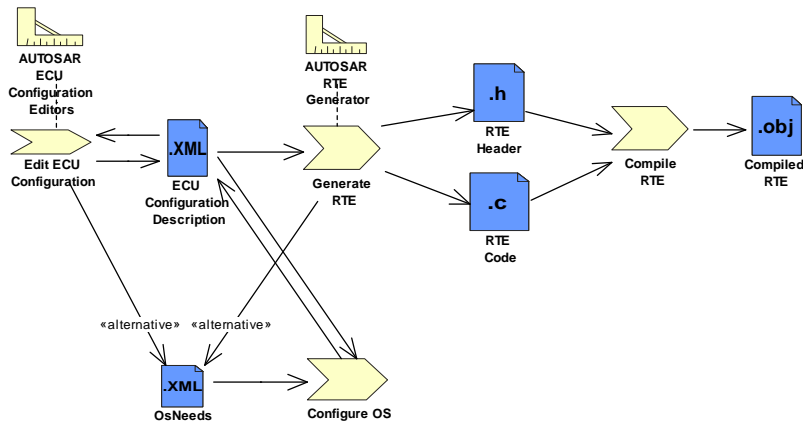 AUTOSAR
ECU
Configuration
Editors
AUTOSAR
RTE
Generator
.h
RTE
Header
.XML
.obj
Edit ECU
Configuration
ECU
Configuration
Description
Generate
RTE
Compile
RTE
Compiled
RTE
.c
RTE
Code
«alternative»
«alternative»
.XML
OsNeeds
Configure OS